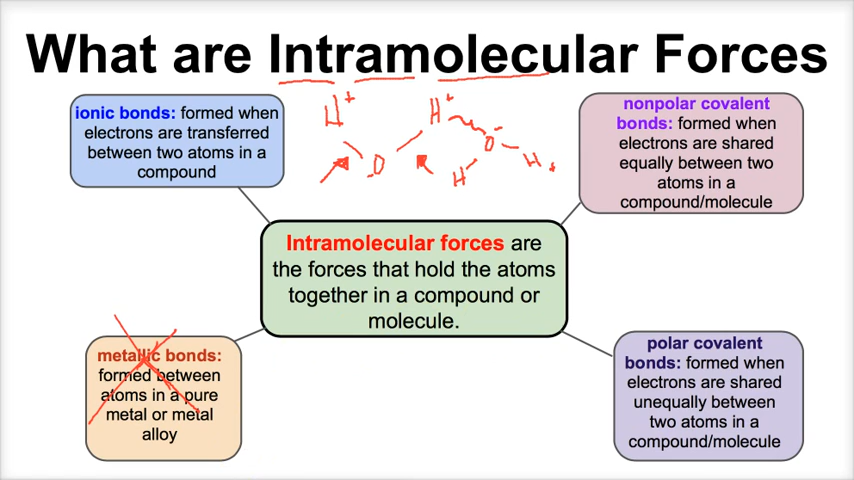 What are Intramolecular Forces
H+
H+
O-
-O
H
H+
ionic bonds: formed when
electrons are transferred
between two atoms in a
compound
nonpolar covalent
bonds: formed when
electrons are shared
equally between two
atoms in a
compound/molecule
Intramolecular forces are
the forces that hold the atoms
together in a compound or
molecule.
metallic bonds:
formed between
atoms in a pure
metal or metal
alloy
polar covalent
bonds: formed when
electrons are shared
unequally between
two atoms in a
compound/molecule